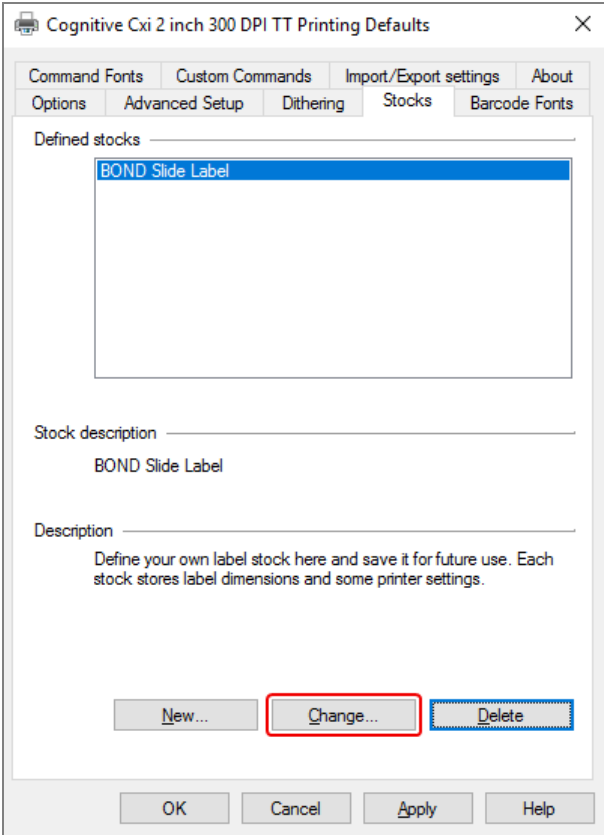 Cognitive Cxi 2 inch 300 DPI TT Printing Defaults
Command Fonts Custom Commands Import/Export settings About
Options Advanced Setup Dithering Stocks Barcode Fonts
Defined stocks
BOND Slide Label
Stock description
BOND Slide Label
Description
Define your own label stock here and save it for future use. Each
stock stores label dimensions and some printer settings.
New... Change... Delete
OK Cancel Apply Help